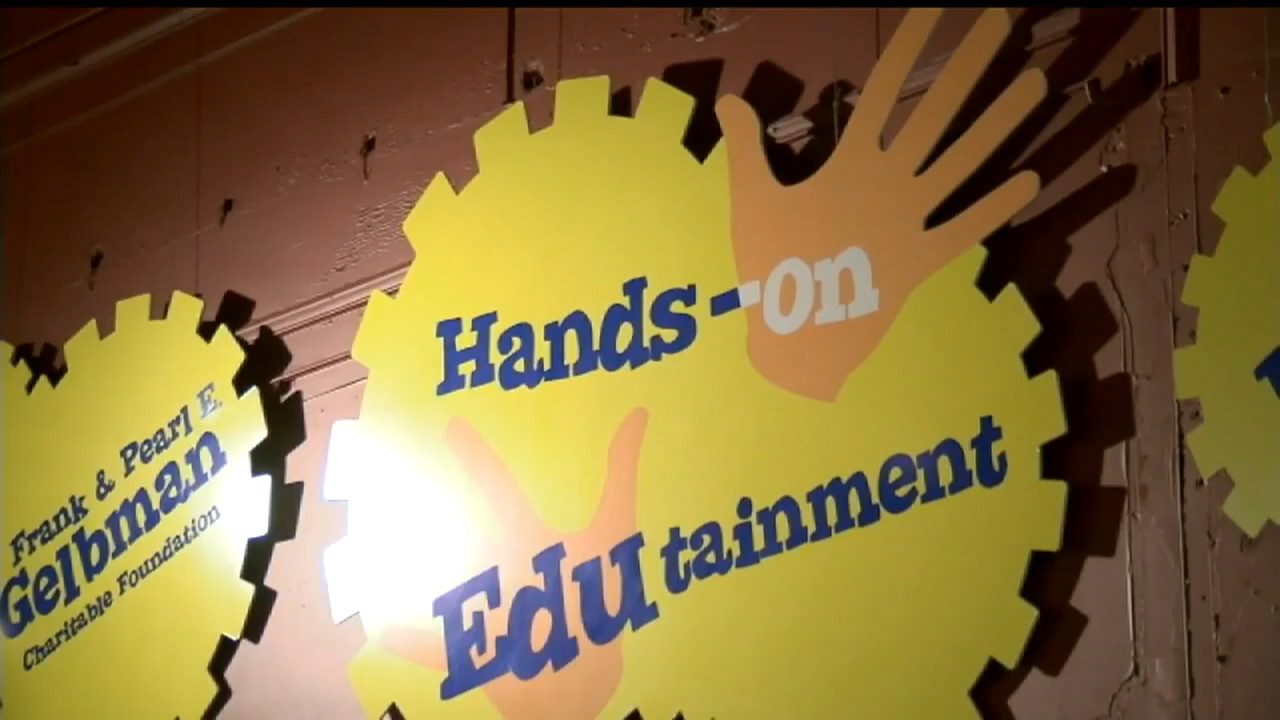 Frank & Pearl E.
Gelbman
Charitable Foundation
Hands-on
Edutainment